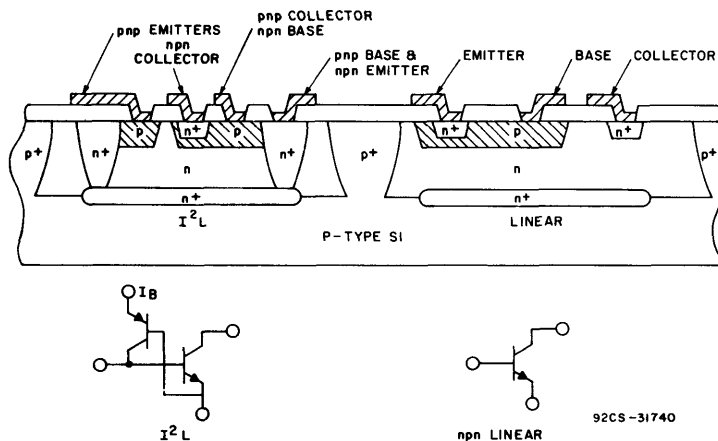 pnp EMITTERS
npn
COLLECTOR
pnp COLLECTOR
npn BASE
pnp BASE &
npn EMITTER
EMITTER
BASE
COLLECTOR
p+
n+
p
n+
p
n+
n
n+
I²L
p+
n+
p
n+
n
n+
LINEAR
p+
P-TYPE SI
IB
I²L
npn LINEAR
92CS-31740